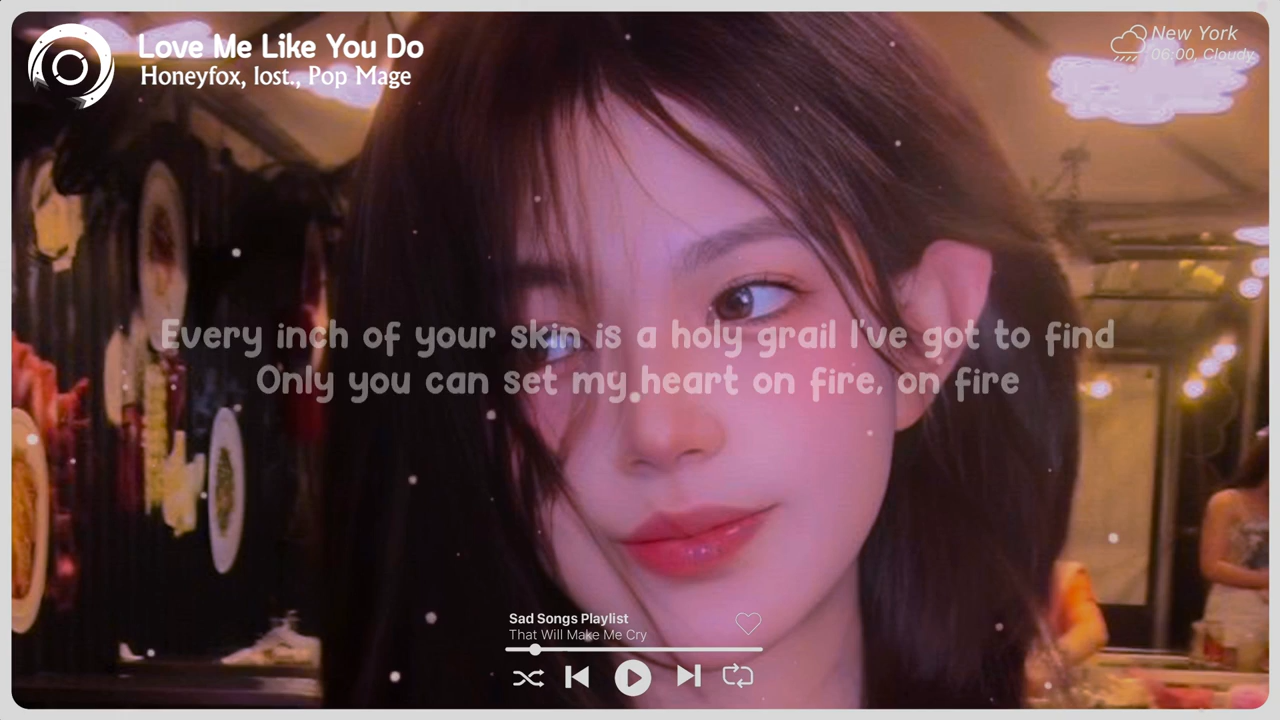 Love Me Like You Do
Honeyfox, lost., Pop Mage
New York
06:00, Cloudy
Every inch of your skin is a holy grail I've got to find
Only you can set my heart on fire, on fire
Sad Songs Playlist
That Will Make Me Cry